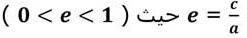 ( 0 < e < 1 ) حيث e = c/a